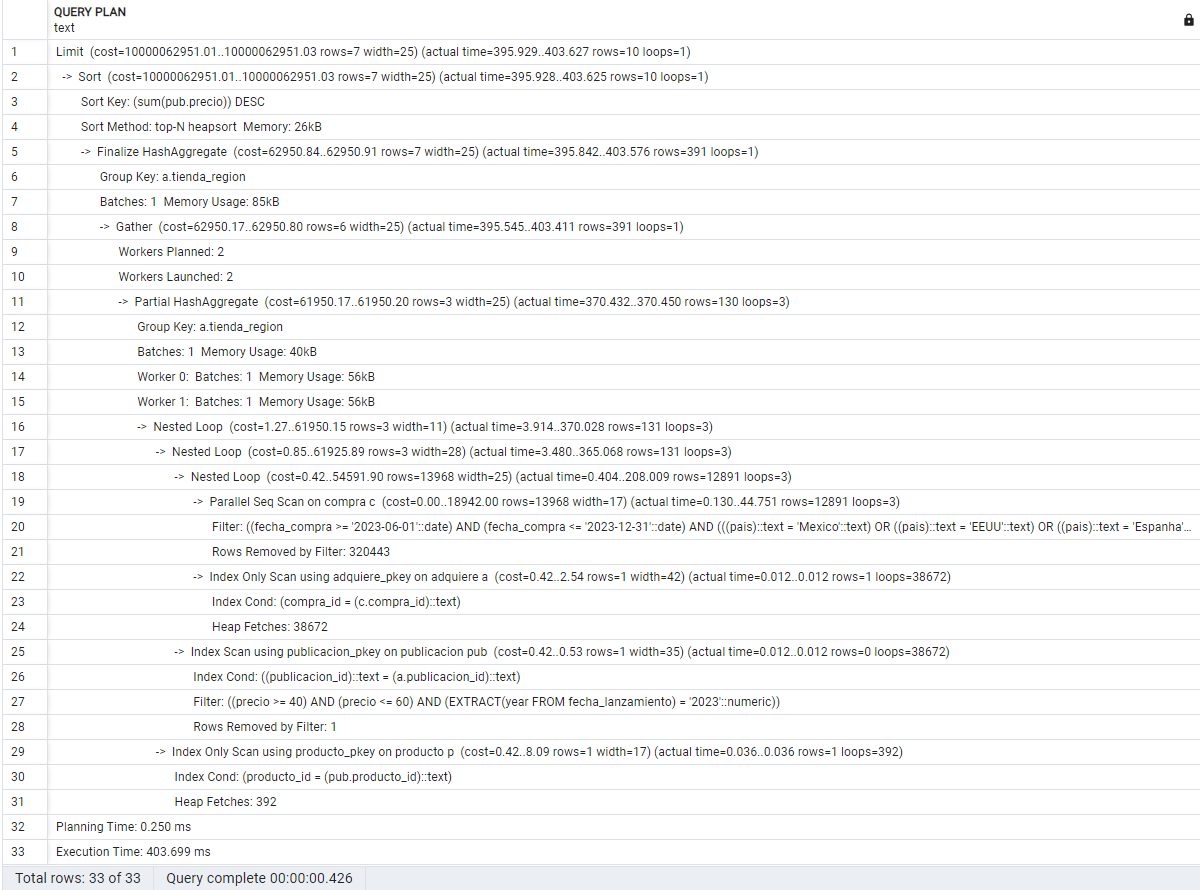 QUERY PLAN
text
1 Limit (cost=10000062951.01..10000062951.03 rows=7 width=25) (actual time=395.929..403.627 rows=10 loops=1)
2 -> Sort (cost=10000062951.01..10000062951.03 rows=7 width=25) (actual time=395.928..403.625 rows=10 loops=1)
3 Sort Key: (sum(pub.precio)) DESC
4 Sort Method: top-N heapsort Memory: 26kB
5 -> Finalize HashAggregate (cost=62950.84..62950.91 rows=7 width=25) (actual time=395.842..403.576 rows=391 loops=1)
6 Group Key: a.tienda_region
7 Batches: 1 Memory Usage: 85kB
8 -> Gather (cost=62950.17..62950.80 rows=6 width=25) (actual time=395.545..403.411 rows=391 loops=1)
9 Workers Planned: 2
10 Workers Launched: 2
11 -> Partial HashAggregate (cost=61950.17..61950.20 rows=3 width=25) (actual time=370.432..370.450 rows=130 loops=3)
12 Group Key: a.tienda_region
13 Batches: 1 Memory Usage: 40kB
14 Worker 0: Batches: 1 Memory Usage: 56kB
15 Worker 1: Batches: 1 Memory Usage: 56kB
16 -> Nested Loop (cost=1.27..61950.15 rows=3 width=11) (actual time=3.914..370.028 rows=131 loops=3)
17 -> Nested Loop (cost=0.85..61925.89 rows=3 width=28) (actual time=3.480..365.068 rows=131 loops=3)
18 -> Nested Loop (cost=0.42..54591.90 rows=13968 width=25) (actual time=0.404..208.009 rows=12891 loops=3)
19 -> Parallel Seq Scan on compra c (cost=0.00..18942.00 rows=13968 width=17) (actual time=0.130..44.751 rows=12891 loops=3)
20 Filter: ((fecha_compra >= '2023-06-01'::date) AND (fecha_compra <= '2023-12-31'::date) AND (((pais)::text = 'Mexico'::text) OR ((pais)::text = 'EEUU'::text) OR ((pais)::text = 'Espanha'...
21 Rows Removed by Filter: 320443
22 -> Index Only Scan using adquiere_pkey on adquiere a (cost=0.42..2.54 rows=1 width=42) (actual time=0.012..0.012 rows=1 loops=38672)
23 Index Cond: (compra_id = (c.compra_id)::text)
24 Heap Fetches: 38672
25 -> Index Scan using publicacion_pkey on publicacion pub (cost=0.42..0.53 rows=1 width=35) (actual time=0.012..0.012 rows=0 loops=38672)
26 Index Cond: ((publicacion_id)::text = (a.publicacion_id)::text)
27 Filter: ((precio >= 40) AND (precio <= 60) AND (EXTRACT(year FROM fecha_lanzamiento) = '2023'::numeric))
28 Rows Removed by Filter: 1
29 -> Index Only Scan using producto_pkey on producto p (cost=0.42..8.09 rows=1 width=17) (actual time=0.036..0.036 rows=1 loops=392)
30 Index Cond: (producto_id = (pub.producto_id)::text)
31 Heap Fetches: 392
32 Planning Time: 0.250 ms
33 Execution Time: 403.699 ms
Total rows: 33 of 33 Query complete 00:00:00.426